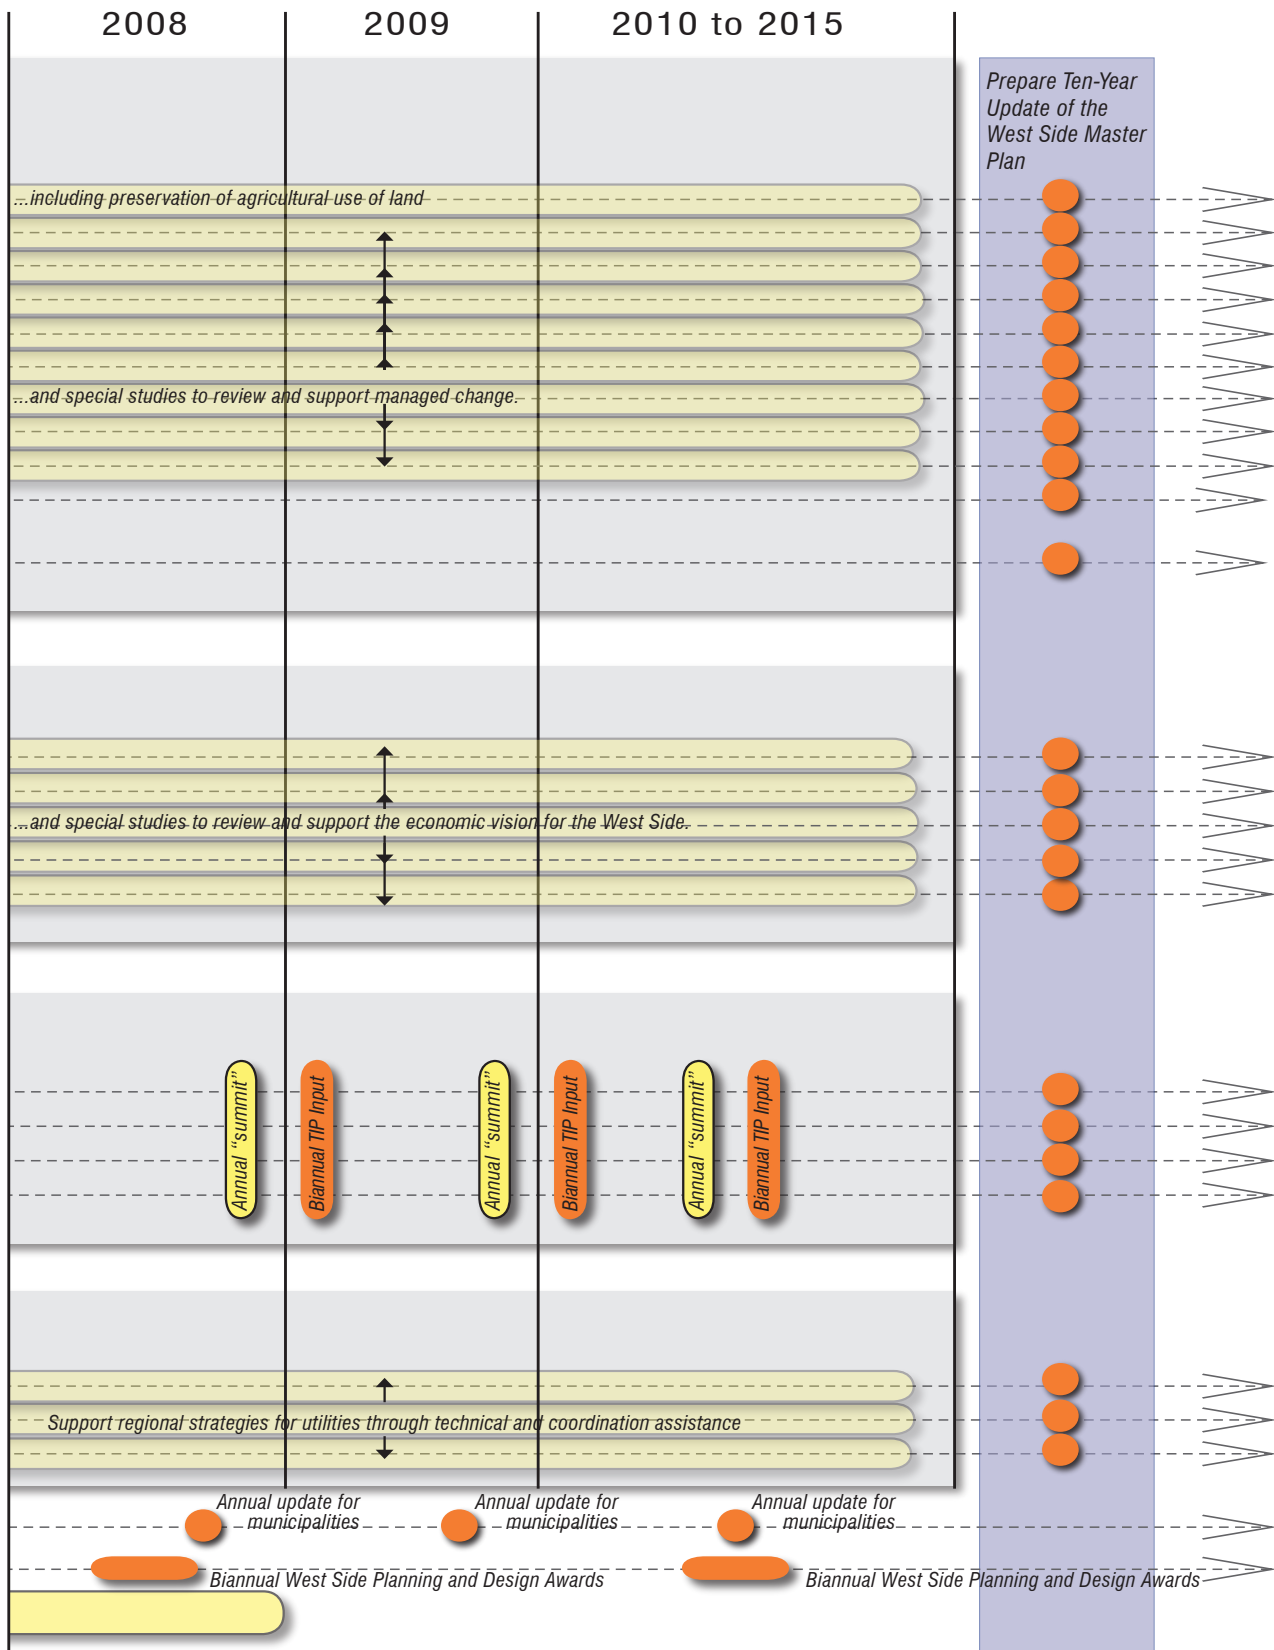 2008
2009
2010 to 2015
Prepare Ten-Year
Update of the
West Side Master
Plan
...including preservation of agricultural use of land
...and special studies to review and support managed change.
...and special studies to review and support the economic vision for the West Side.
Annual “summit”
Biannual TIP Input
Annual “summit”
Biannual TIP Input
Annual “summit”
Biannual TIP Input
Support regional strategies for utilities through technical and coordination assistance
Annual update for
municipalities
Annual update for
municipalities
Annual update for
municipalities
Biannual West Side Planning and Design Awards
Biannual West Side Planning and Design Awards